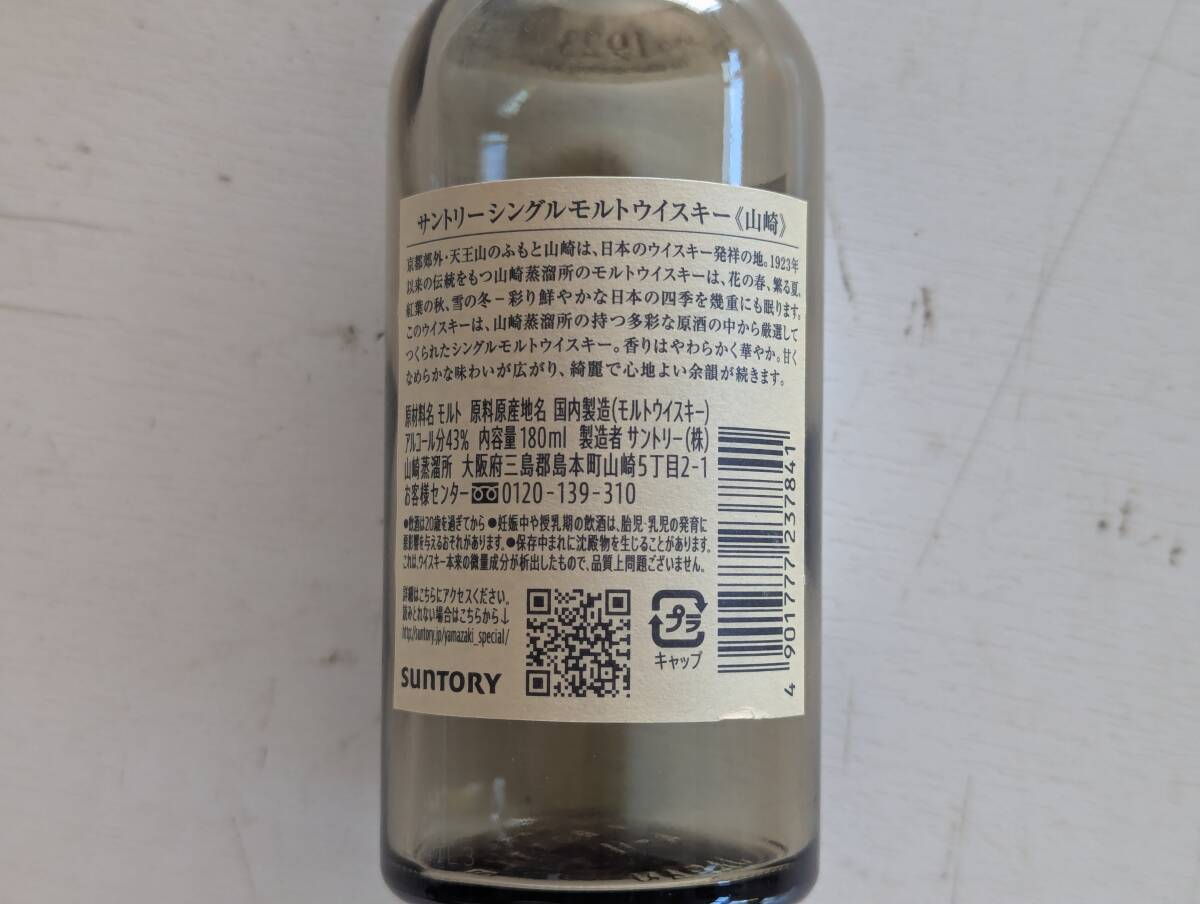 1923
サントリーシングルモルトウイスキー《山崎》
京都郊外・天王山のふもと山崎は、日本のウイスキー発祥の地。1923年
以来の伝統をもつ山崎蒸溜所のモルトウイスキーは、花の春、繁る夏、
紅葉の秋、雪の冬－彩り鮮やかな日本の四季を幾重にも眠ります。
このウイスキーは、山崎蒸溜所の持つ多彩な原酒の中から厳選して
つくられたシングルモルトウイスキー。香りはやわらかく華やか。甘く
なめらかな味わいが広がり、綺麗で心地よい余韻が続きます。
原材料名 モルト 原料原産地名 国内製造(モルトウイスキー)
アルコール分43% 内容量180ml 製造者 サントリー(株)
山崎蒸溜所 大阪府三島郡島本町山崎5丁目2-1
お客様センター 0120-139-310
●飲酒は20歳を過ぎてから ●妊娠中や授乳期の飲酒は、胎児・乳児の発育に
悪影響を与えるおそれがあります。●保存中まれに沈殿物を生じることがあります。
これは、ウイスキー本来の微量成分が析出したもので、品質上問題ございません。
詳細はこちらにアクセスください。
読みとれない場合はこちらから↓
http://suntory.jp/yamazaki_special/
SUNTORY
プラ
キャップ
4 901777 237841